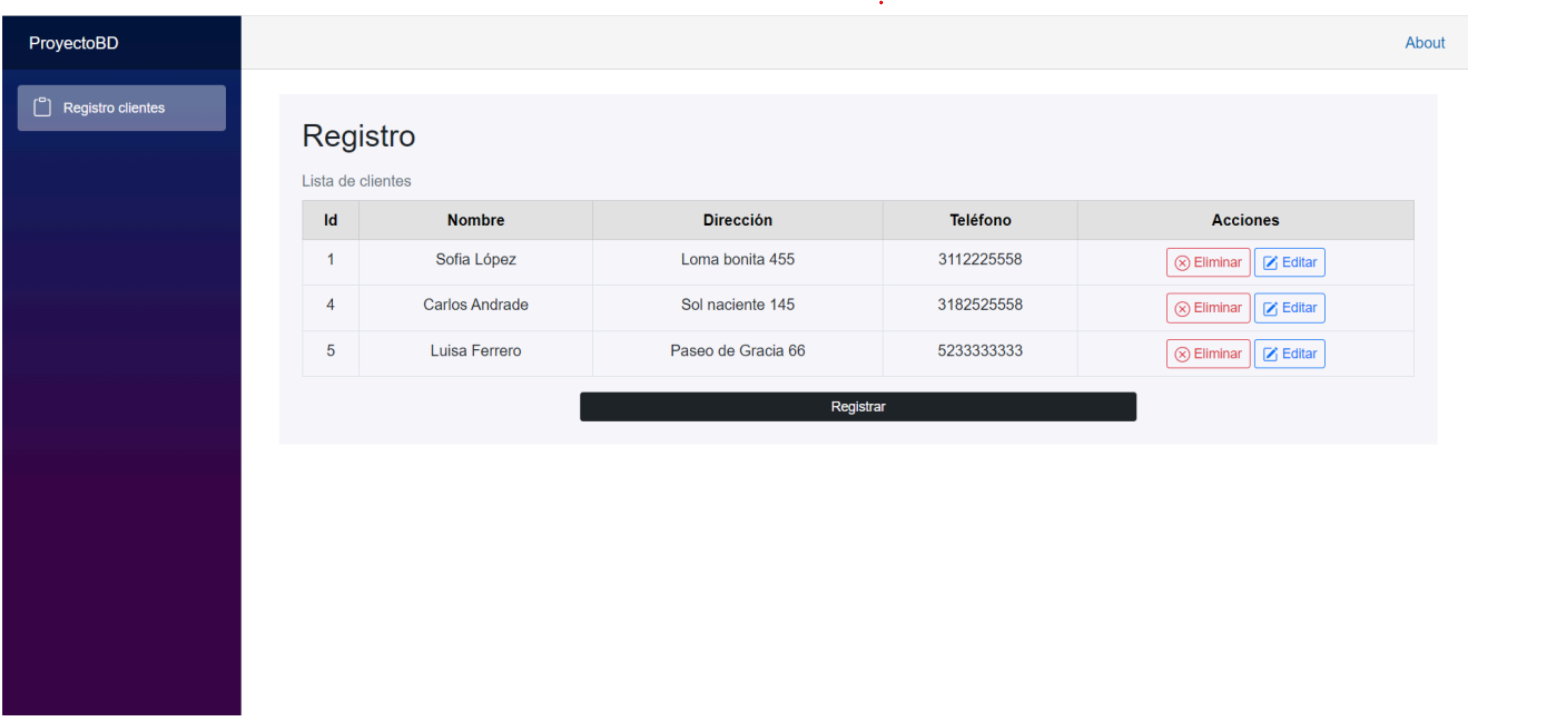 ProyectoBD
About
Registro clientes
Registro
Lista de clientes
Id Nombre Dirección Teléfono Acciones
1 Sofia López Loma bonita 455 3112225558 Eliminar Editar
4 Carlos Andrade Sol naciente 145 3182525558 Eliminar Editar
5 Luisa Ferrero Paseo de Gracia 66 5233333333 Eliminar Editar
Registrar